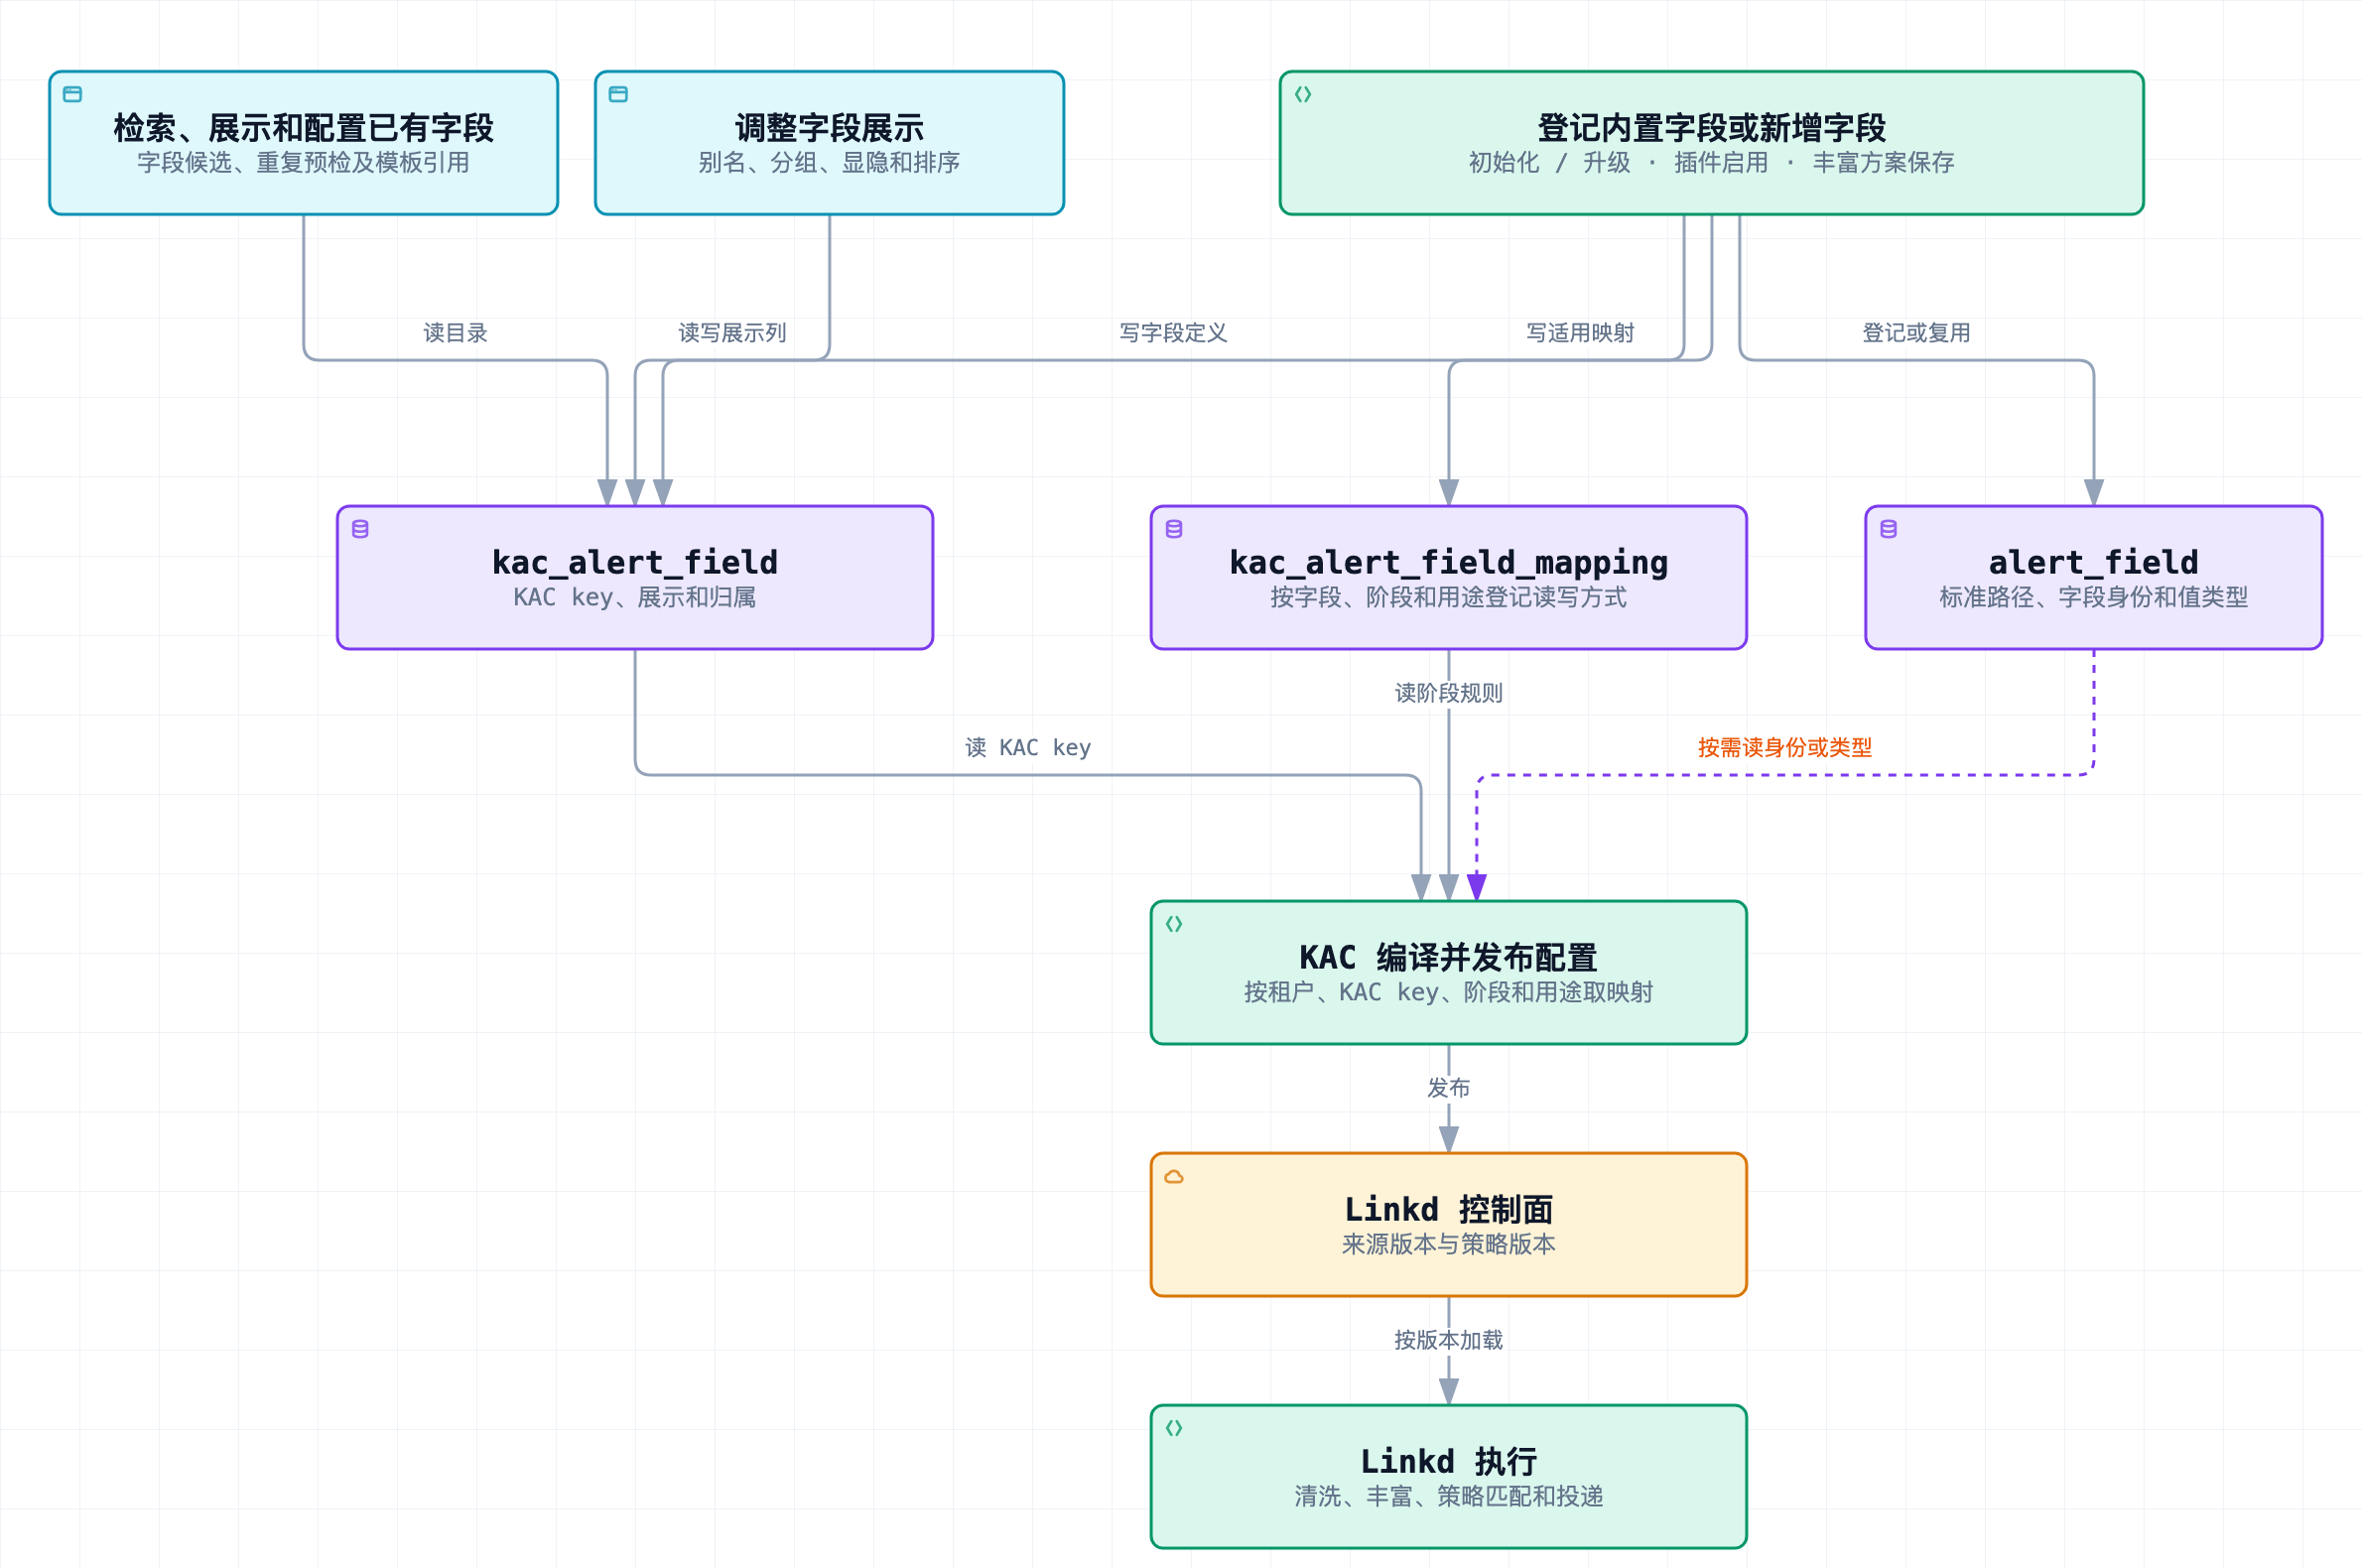 检索、展示和配置已有字段
字段候选、重复预检及模板引用
调整字段展示
别名、分组、显隐和排序
登记内置字段或新增字段
初始化 / 升级 · 插件启用 · 丰富方案保存
读目录
读写展示列
写字段定义
写适用映射
登记或复用
kac_alert_field
KAC key、展示和归属
kac_alert_field_mapping
按字段、阶段和用途登记读写方式
alert_field
标准路径、字段身份和值类型
读阶段规则
读 KAC key
按需读身份或类型
KAC 编译并发布配置
按租户、KAC key、阶段和用途取映射
发布
Linkd 控制面
来源版本与策略版本
按版本加载
Linkd 执行
清洗、丰富、策略匹配和投递